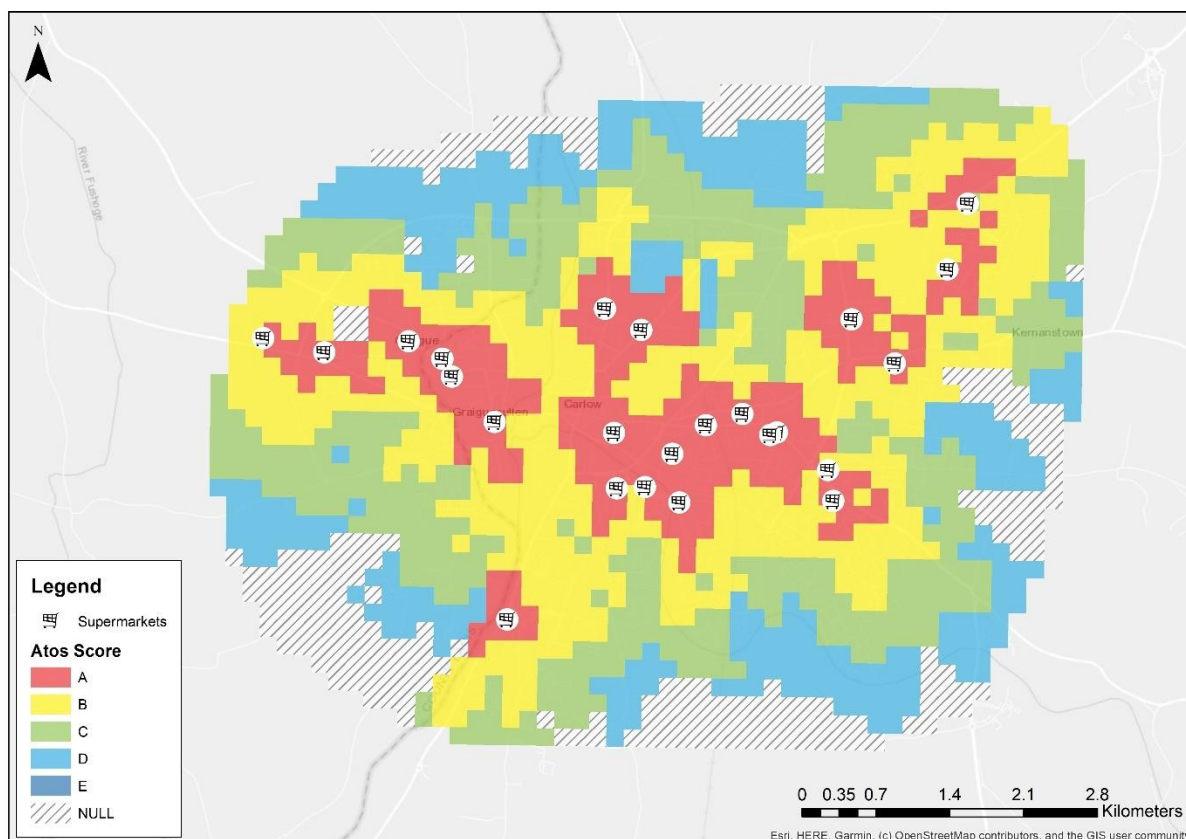 N
River Fushoge
Kernanstown
Carlow
Legend
Supermarkets
Atos Score
A
B
C
D
E
NULL
0 0.35 0.7 1.4 2.1 2.8
Kilometers
Esri, HERE, Garmin, (c) OpenStreetMap contributors, and the GIS user community